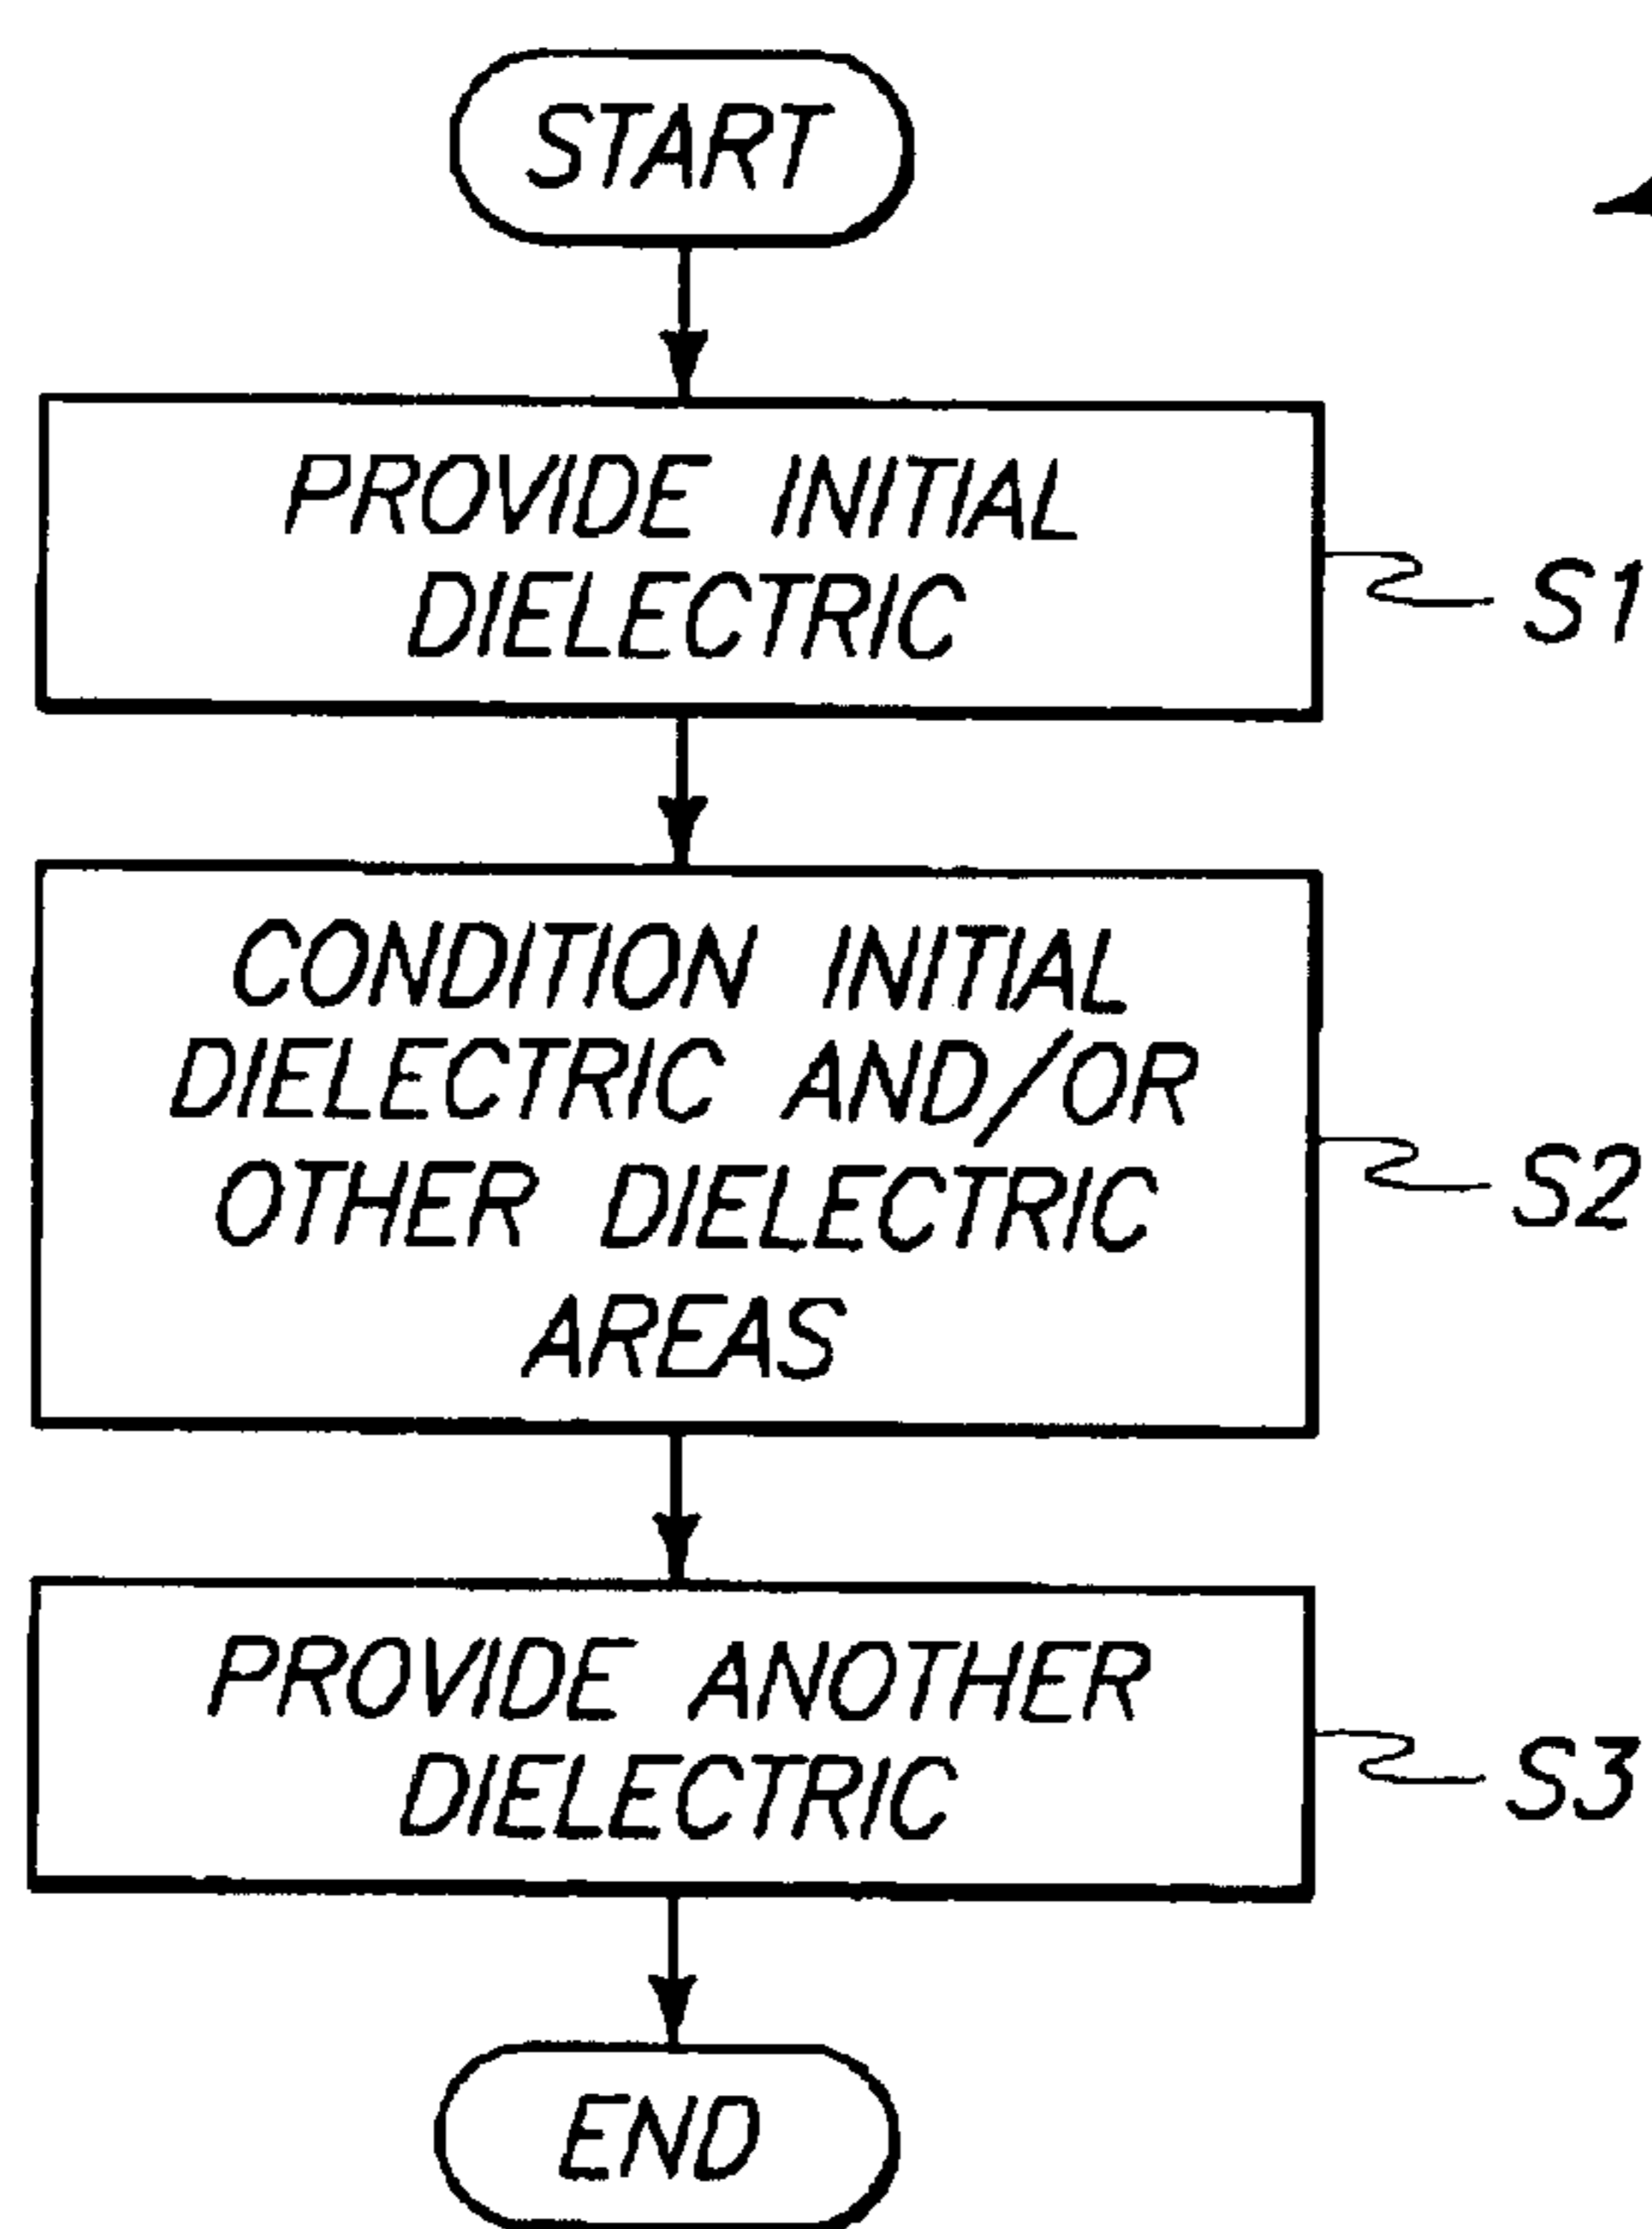 START
PROVIDE INITIAL
DIELECTRIC
S1
CONDITION INITIAL
DIELECTRIC AND/OR
OTHER DIELECTRIC
AREAS
S2
PROVIDE ANOTHER
DIELECTRIC
S3
END